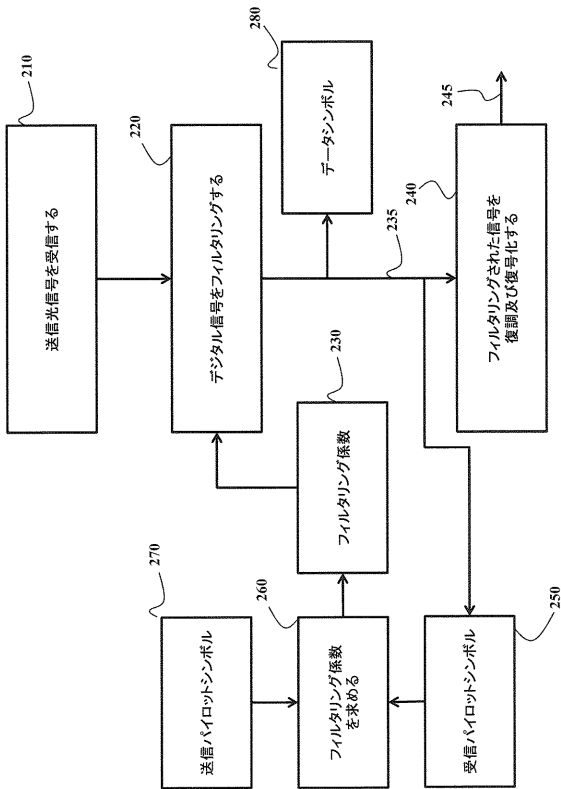 210
送信光信号を受信する
220
デジタル信号をフィルタリングする
280
データシンボル
235
230
フィルタリング係数
240
フィルタリングされた信号を
復調及び復号化する
245
270
送信パイロットシンボル
260
フィルタリング係数
を求める
250
受信パイロットシンボル